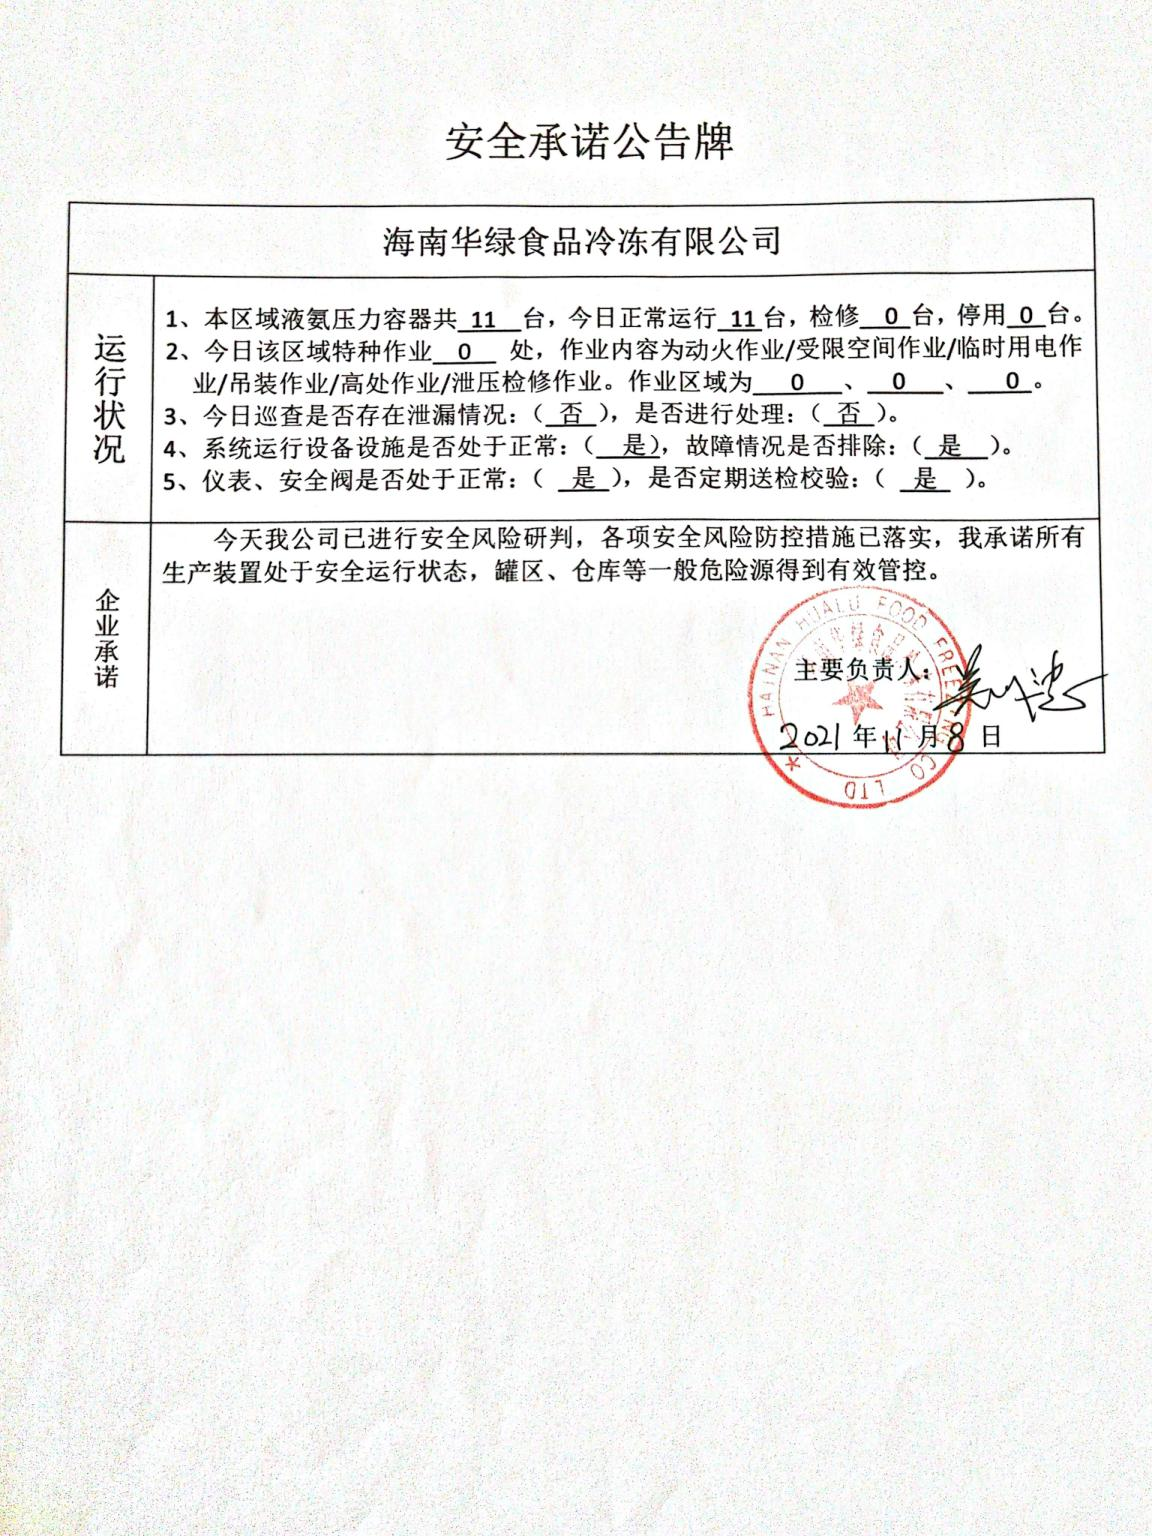 安全承诺公告牌
海南华绿食品冷冻有限公司
运行状况
1、本区域液氨压力容器共 11 台，今日正常运行 11 台，检修 0 台，停用 0 台。
2、今日该区域特种作业 0 处，作业内容为动火作业/受限空间作业/临时用电作
业/吊装作业/高处作业/泄压检修作业。作业区域为 0 、 0 、 0 。
3、今日巡查是否存在泄漏情况：（ 否 ），是否进行处理：（ 否 ）。
4、系统运行设备设施是否处于正常：（ 是 ），故障情况是否排除：（ 是 ）。
5、仪表、安全阀是否处于正常：（ 是 ），是否定期送检校验：（ 是 ）。
企业承诺
今天我公司已进行安全风险研判，各项安全风险防控措施已落实，我承诺所有
生产装置处于安全运行状态，罐区、仓库等一般危险源得到有效管控。
主要负责人：
2021 年 11 月 8 日
HAINAN HUALU FOOD FREEZING CO LTD